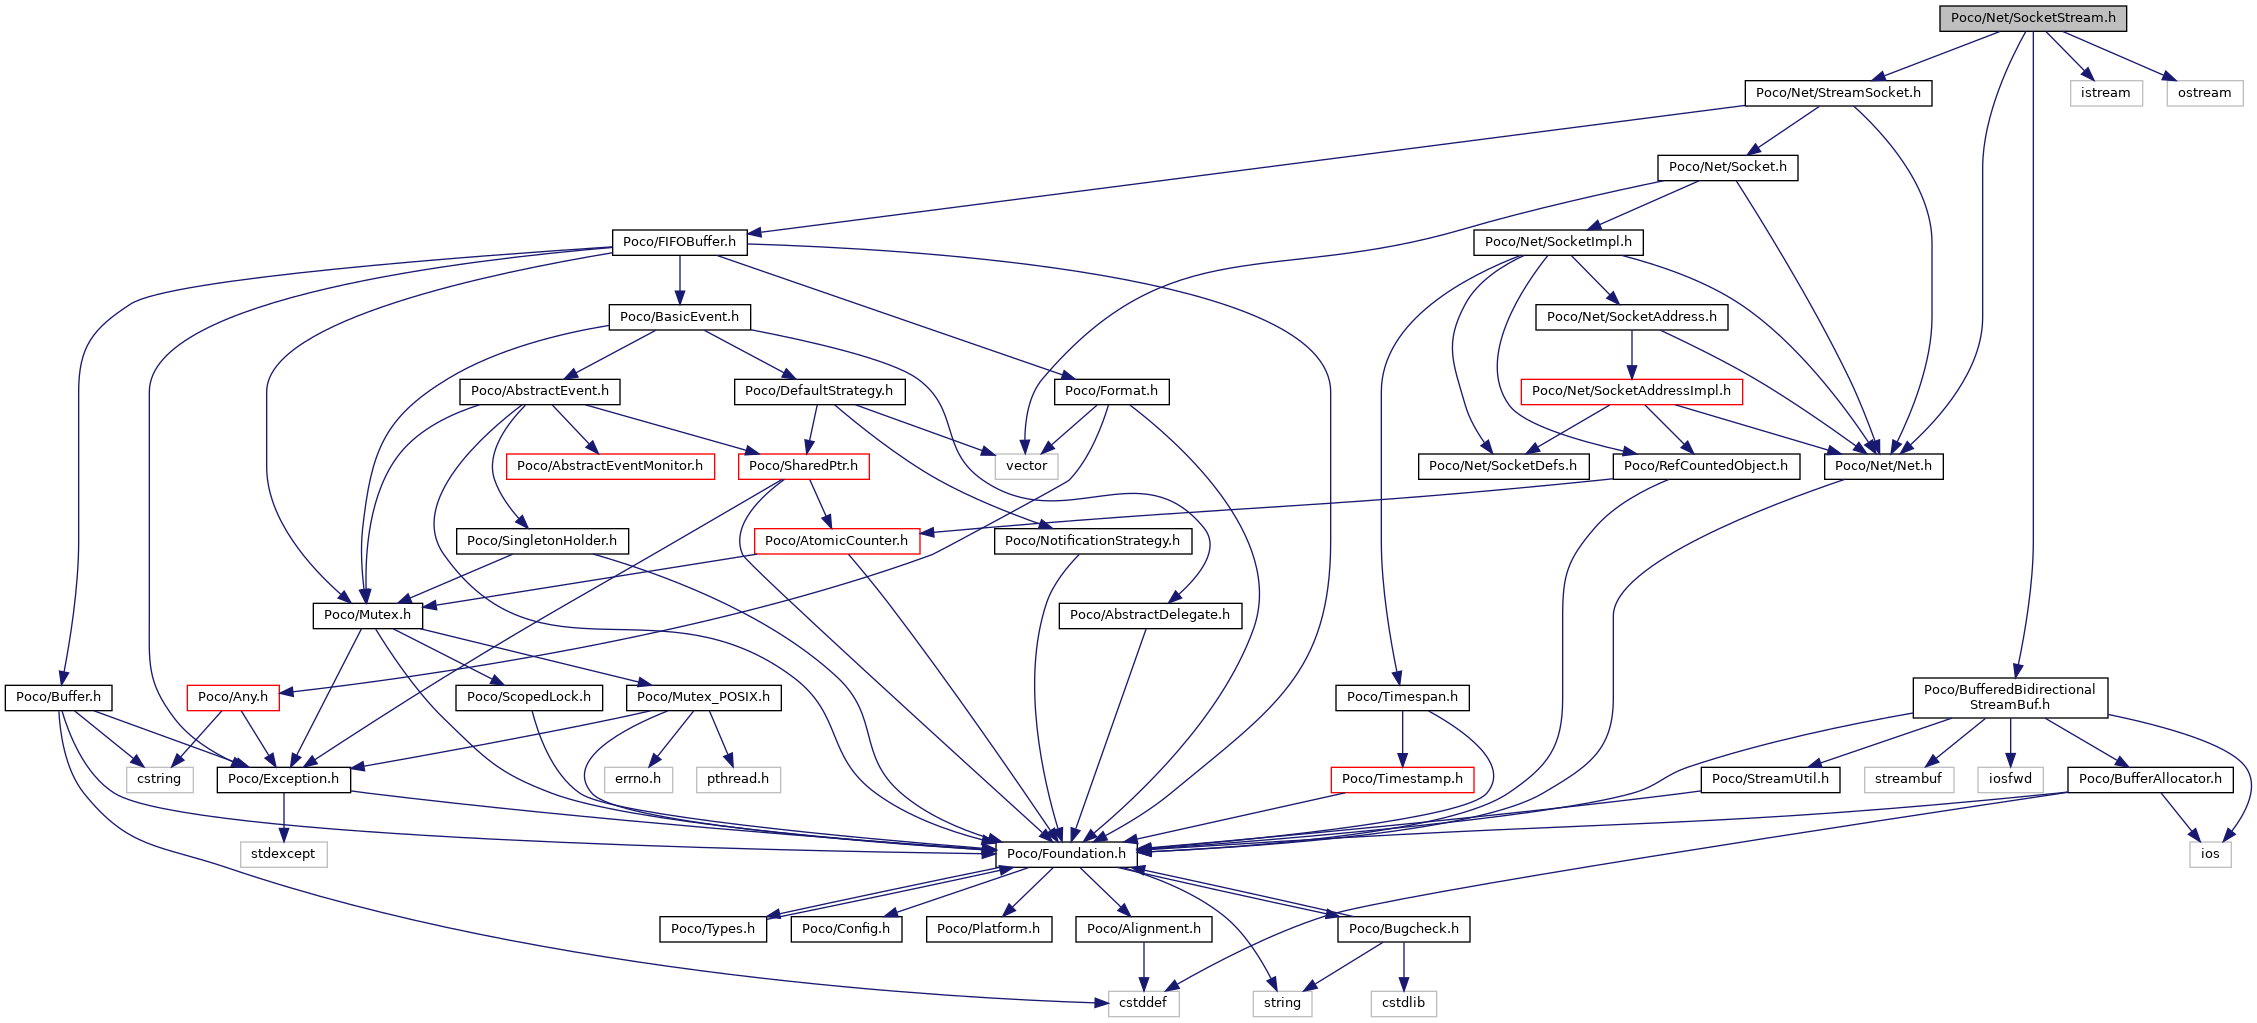 Poco/Net/SocketStream.h
Poco/Net/StreamSocket.h
istream
ostream
Poco/Net/Socket.h
Poco/FIFOBuffer.h
Poco/Net/SocketImpl.h
Poco/BasicEvent.h
Poco/Net/SocketAddress.h
Poco/AbstractEvent.h
Poco/DefaultStrategy.h
Poco/Format.h
Poco/Net/SocketAddressImpl.h
Poco/AbstractEventMonitor.h
Poco/SharedPtr.h
vector
Poco/Net/SocketDefs.h
Poco/RefCountedObject.h
Poco/Net/Net.h
Poco/SingletonHolder.h
Poco/AtomicCounter.h
Poco/NotificationStrategy.h
Poco/Mutex.h
Poco/AbstractDelegate.h
Poco/Buffer.h
Poco/Any.h
Poco/ScopedLock.h
Poco/Mutex_POSIX.h
Poco/Timespan.h
Poco/BufferedBidirectional
StreamBuf.h
cstring
Poco/Exception.h
errno.h
pthread.h
Poco/Timestamp.h
Poco/StreamUtil.h
streambuf
iosfwd
Poco/BufferAllocator.h
stdexcept
Poco/Foundation.h
ios
Poco/Types.h
Poco/Config.h
Poco/Platform.h
Poco/Alignment.h
Poco/Bugcheck.h
cstddef
string
cstdlib